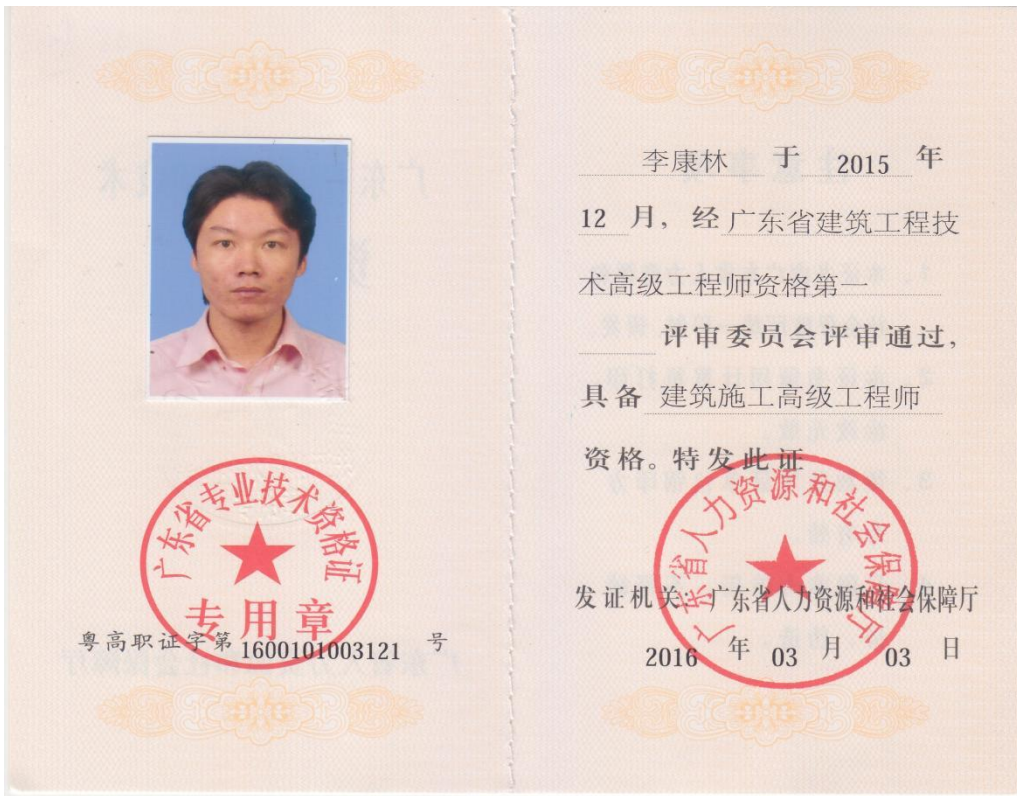 广东省专业技术资格证
专用章
粤高职证字第 1600101003121 号
李康林 于 2015 年
12 月，经 广东省建筑工程技
术高级工程师资格第一
评审委员会评审通过，
具备 建筑施工高级工程师
资格。特发此证
广东省人力资源和社会保障厅
发证机关：广东省人力资源和社会保障厅
2016 年 03 月 03 日